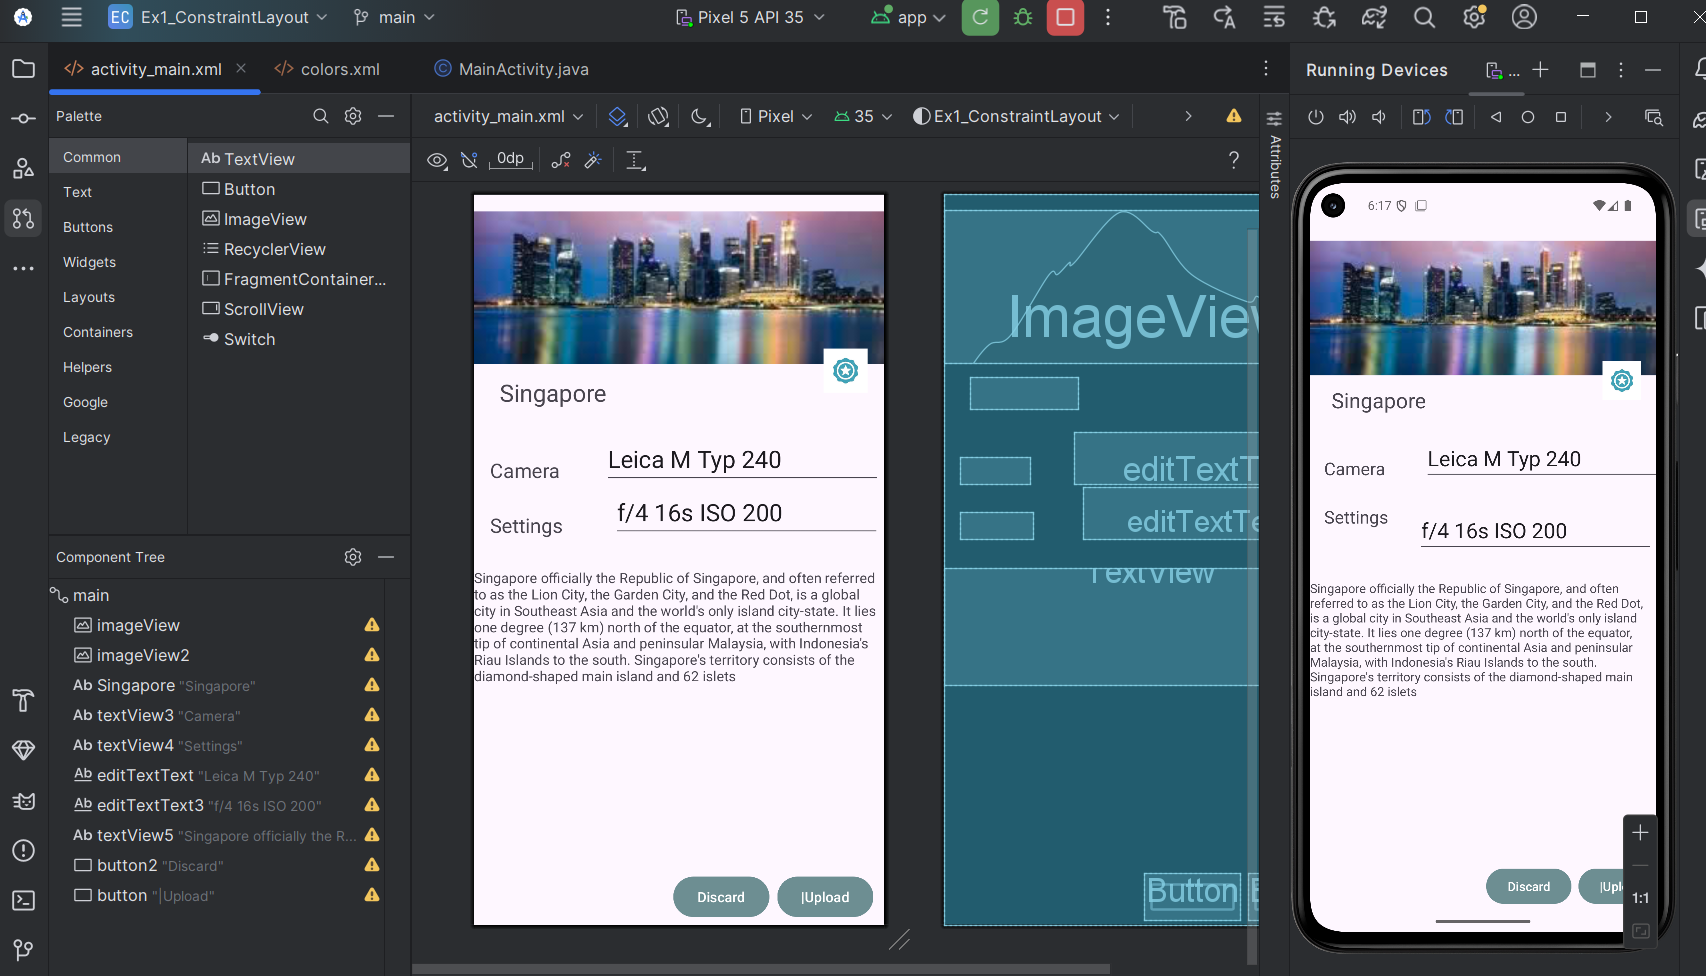 EC Ex1_ConstraintLayout main Pixel 5 API 35 app
activity_main.xml colors.xml MainActivity.java Running Devices ...
Palette
activity_main.xml Pixel 35 Ex1_ConstraintLayout
Common
Text
Buttons
Widgets
Layouts
Containers
Helpers
Google
Legacy
Ab TextView
Button
ImageView
RecyclerView
FragmentContainer...
ScrollView
Switch
0dp ?
Attributes
Singapore
Camera Leica M Typ 240
Settings f/4 16s ISO 200
Singapore officially the Republic of Singapore, and often referred
to as the Lion City, the Garden City, and the Red Dot, is a global
city in Southeast Asia and the world's only island city-state. It lies
one degree (137 km) north of the equator, at the southernmost
tip of continental Asia and peninsular Malaysia, with Indonesia's
Riau Islands to the south. Singapore's territory consists of the
diamond-shaped main island and 62 islets
Discard |Upload
ImageView
editTextT
editTextTe
TextView
Button
Component Tree
main
imageView
imageView2
Ab Singapore "Singapore"
Ab textView3 "Camera"
Ab textView4 "Settings"
Ab editTextText "Leica M Typ 240"
Ab editTextText3 "f/4 16s ISO 200"
Ab textView5 "Singapore officially the R...
button2 "Discard"
button "|Upload"
6:17
Singapore
Camera Leica M Typ 240
Settings f/4 16s ISO 200
Singapore officially the Republic of Singapore, and often
referred to as the Lion City, the Garden City, and the Red Dot,
is a global city in Southeast Asia and the world's only island
city-state. It lies one degree (137 km) north of the equator,
at the southernmost tip of continental Asia and peninsular
Malaysia, with Indonesia's Riau Islands to the south.
Singapore's territory consists of the diamond-shaped main
island and 62 islets
Discard |Uplo
1:1